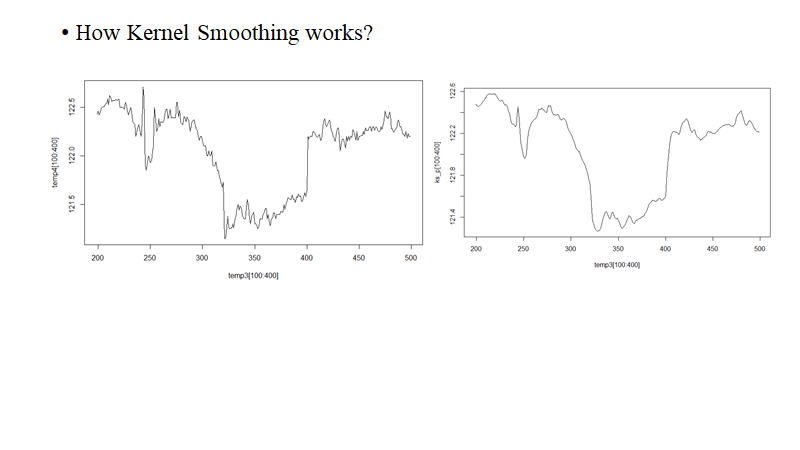 • How Kernel Smoothing works?
temp4[100:400]
122.5
122.0
121.5
200 250 300 350 400 450 500
temp3[100:400]
ks_p[100:400]
122.6
122.2
121.8
121.4
200 250 300 350 400 450 500
temp3[100:400]